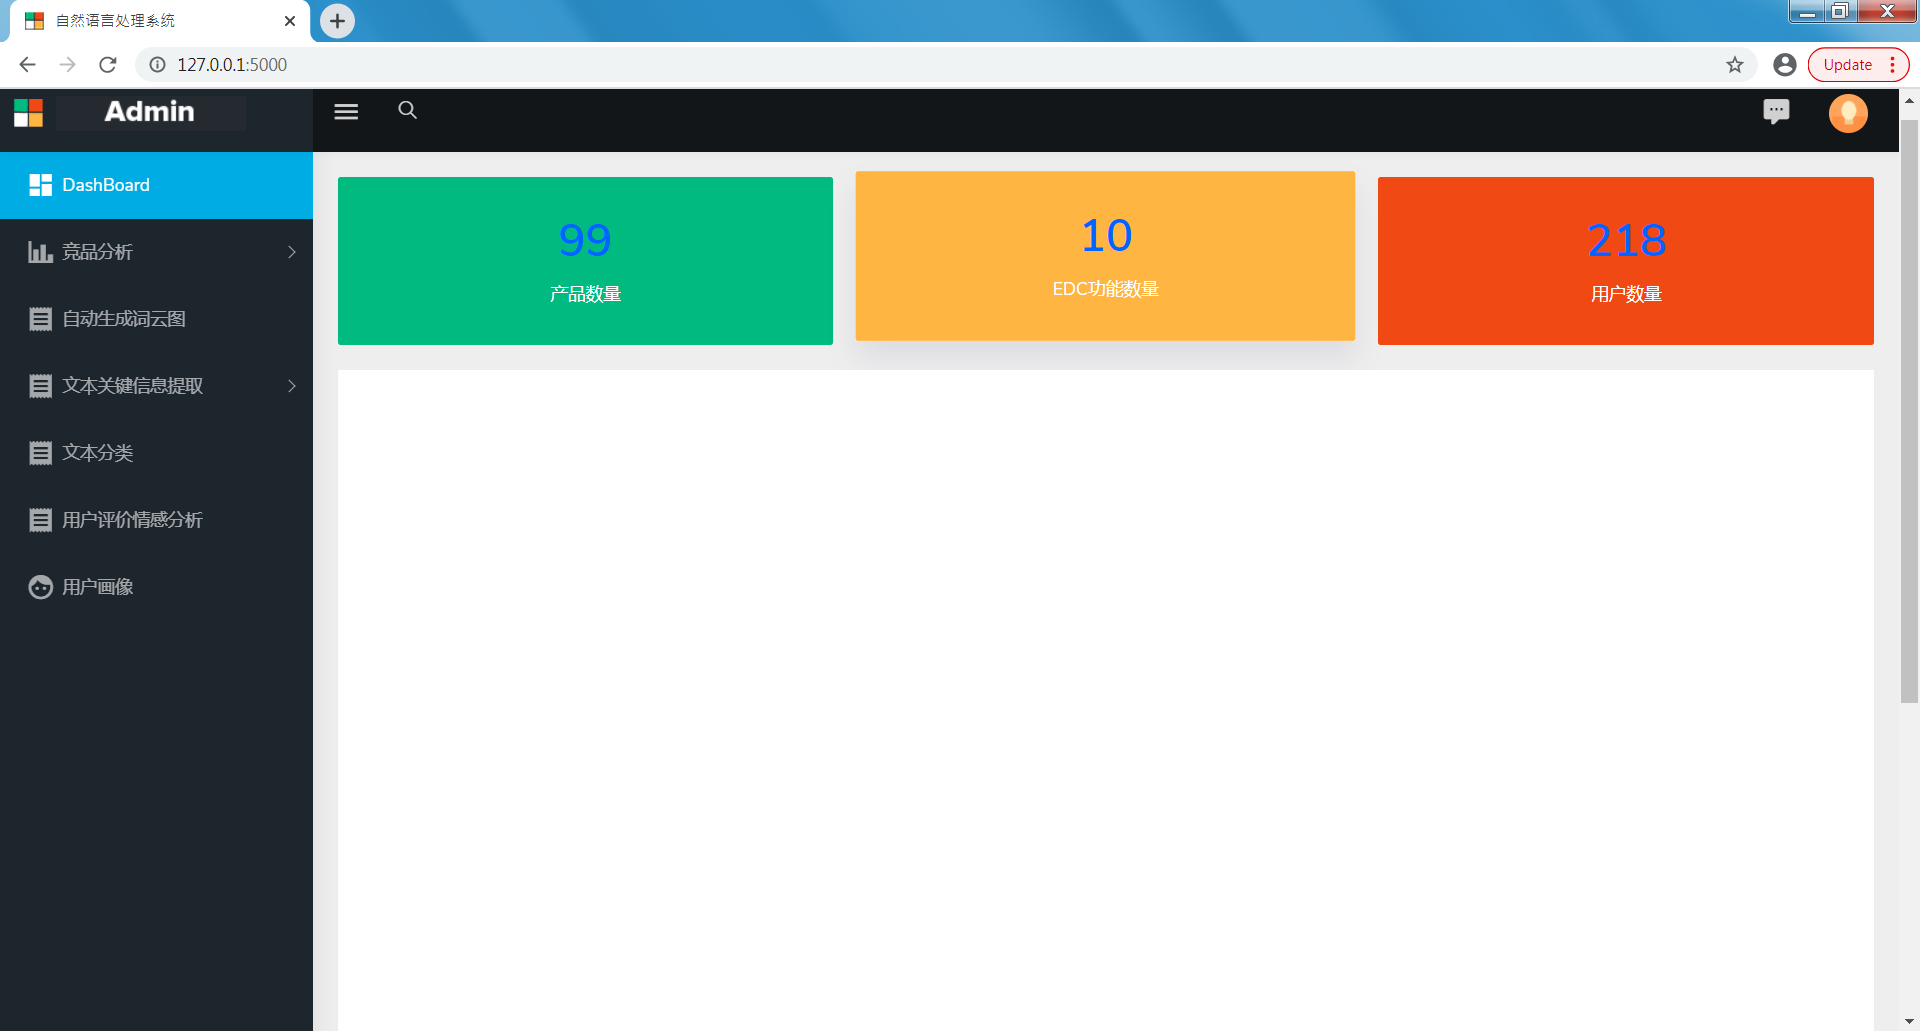 自然语言处理系统
127.0.0.1:5000
Update
Admin
DashBoard
竞品分析
自动生成词云图
文本关键信息提取
文本分类
用户评价情感分析
用户画像
99
产品数量
10
EDC功能数量
218
用户数量